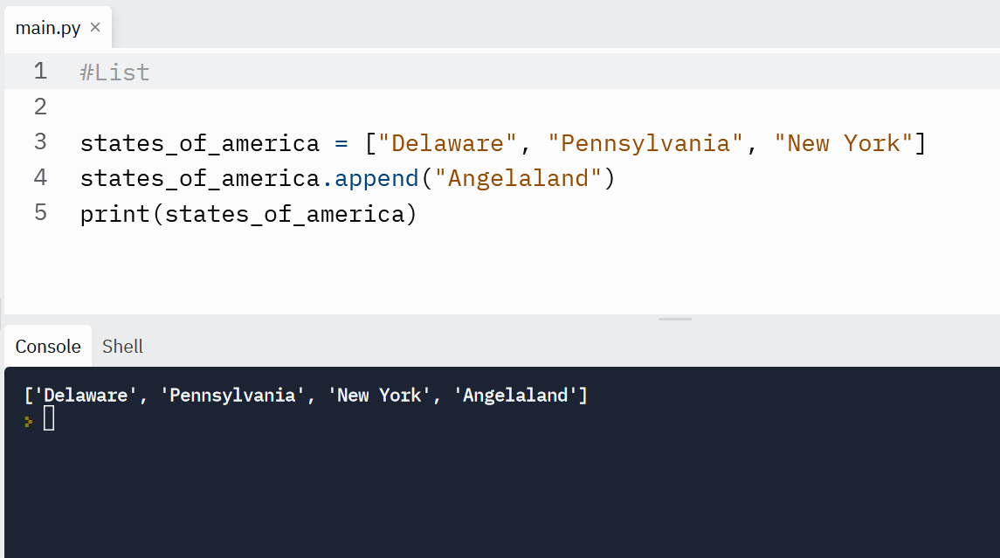 main.py ×
1 #List
2
3 states_of_america = ["Delaware", "Pennsylvania", "New York"]
4 states_of_america.append("Angelaland")
5 print(states_of_america)
Console Shell
['Delaware', 'Pennsylvania', 'New York', 'Angelaland']
>